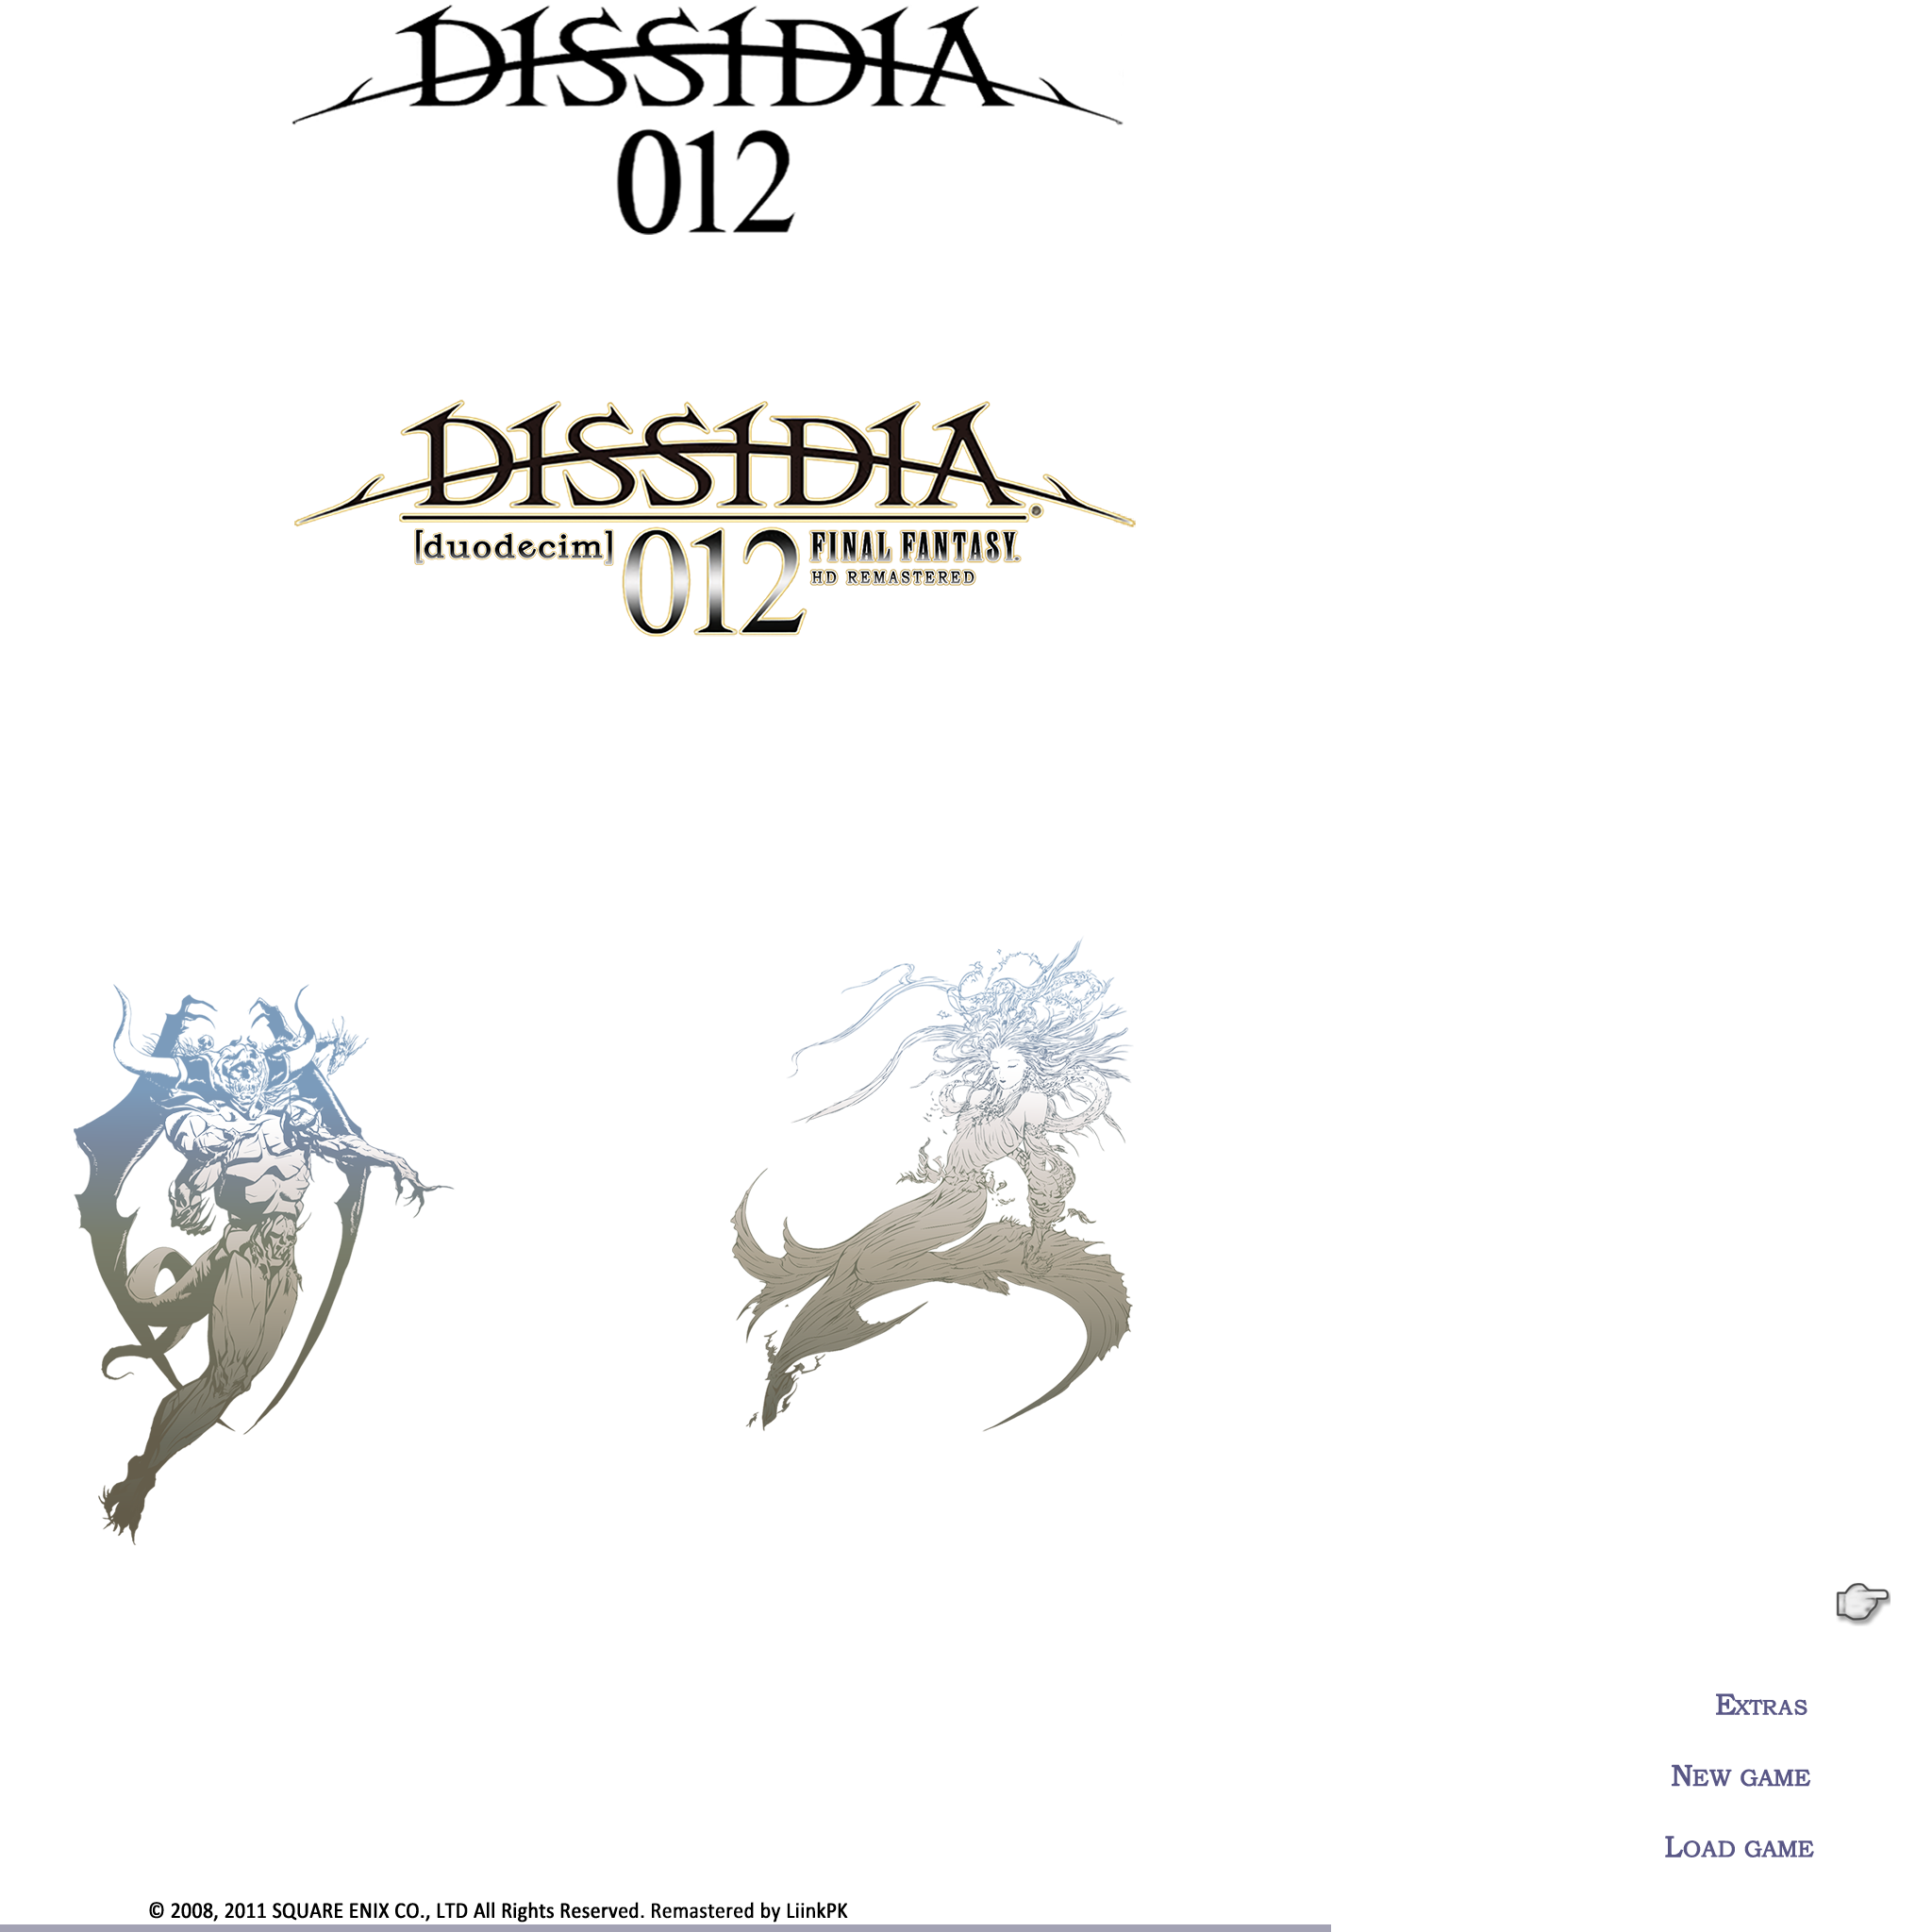 DISSIDIA
012
DISSIDIA
[duodecim] 012 FINAL FANTASY
HD REMASTERED
EXTRAS
NEW GAME
LOAD GAME
© 2008, 2011 SQUARE ENIX CO., LTD All Rights Reserved. Remastered by LiinkPK